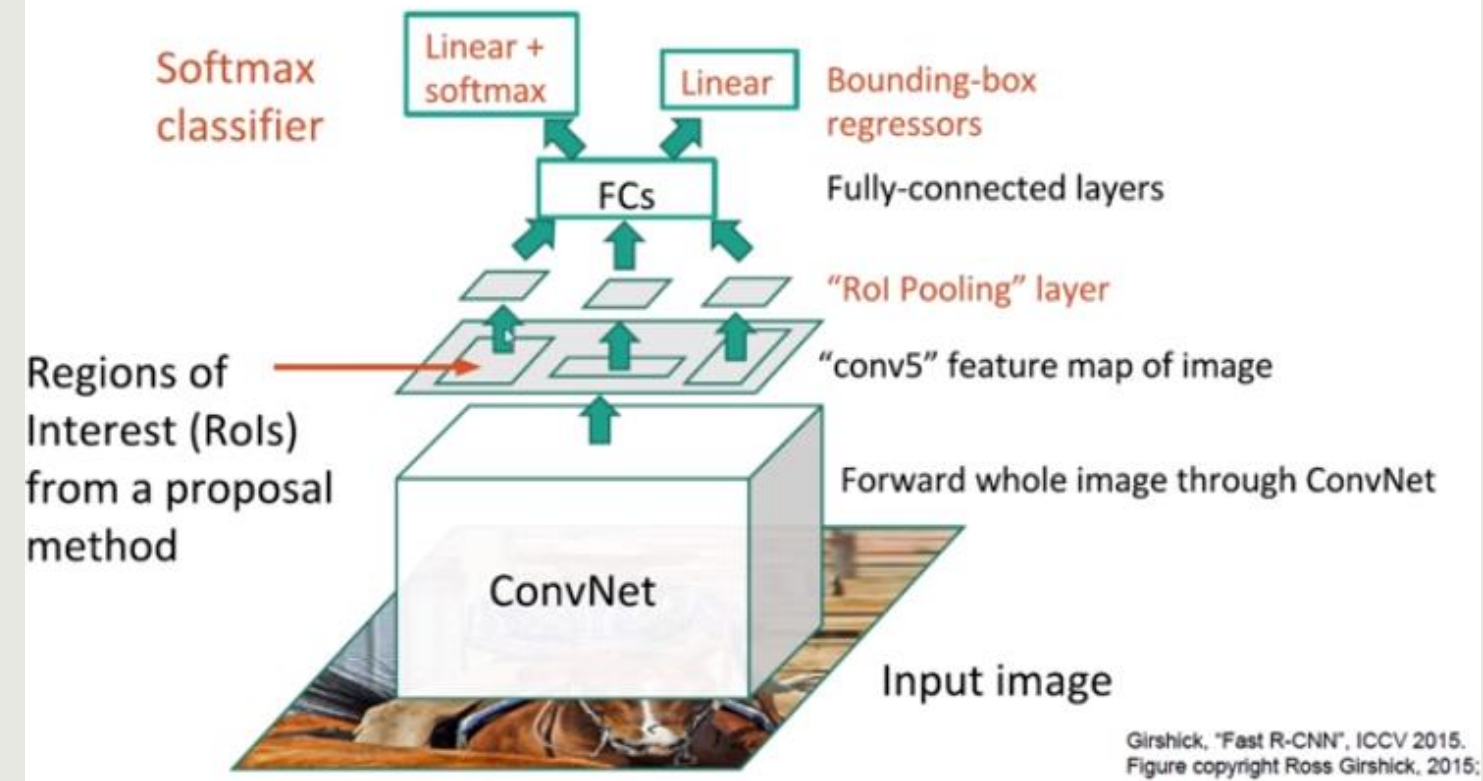 Softmax
classifier
Linear +
softmax
Linear
Bounding-box
regressors
FCs
Fully-connected layers
“RoI Pooling” layer
Regions of
Interest (RoIs)
from a proposal
method
“conv5” feature map of image
Forward whole image through ConvNet
ConvNet
Input image
Girshick, “Fast R-CNN”, ICCV 2015.
Figure copyright Ross Girshick, 2015;